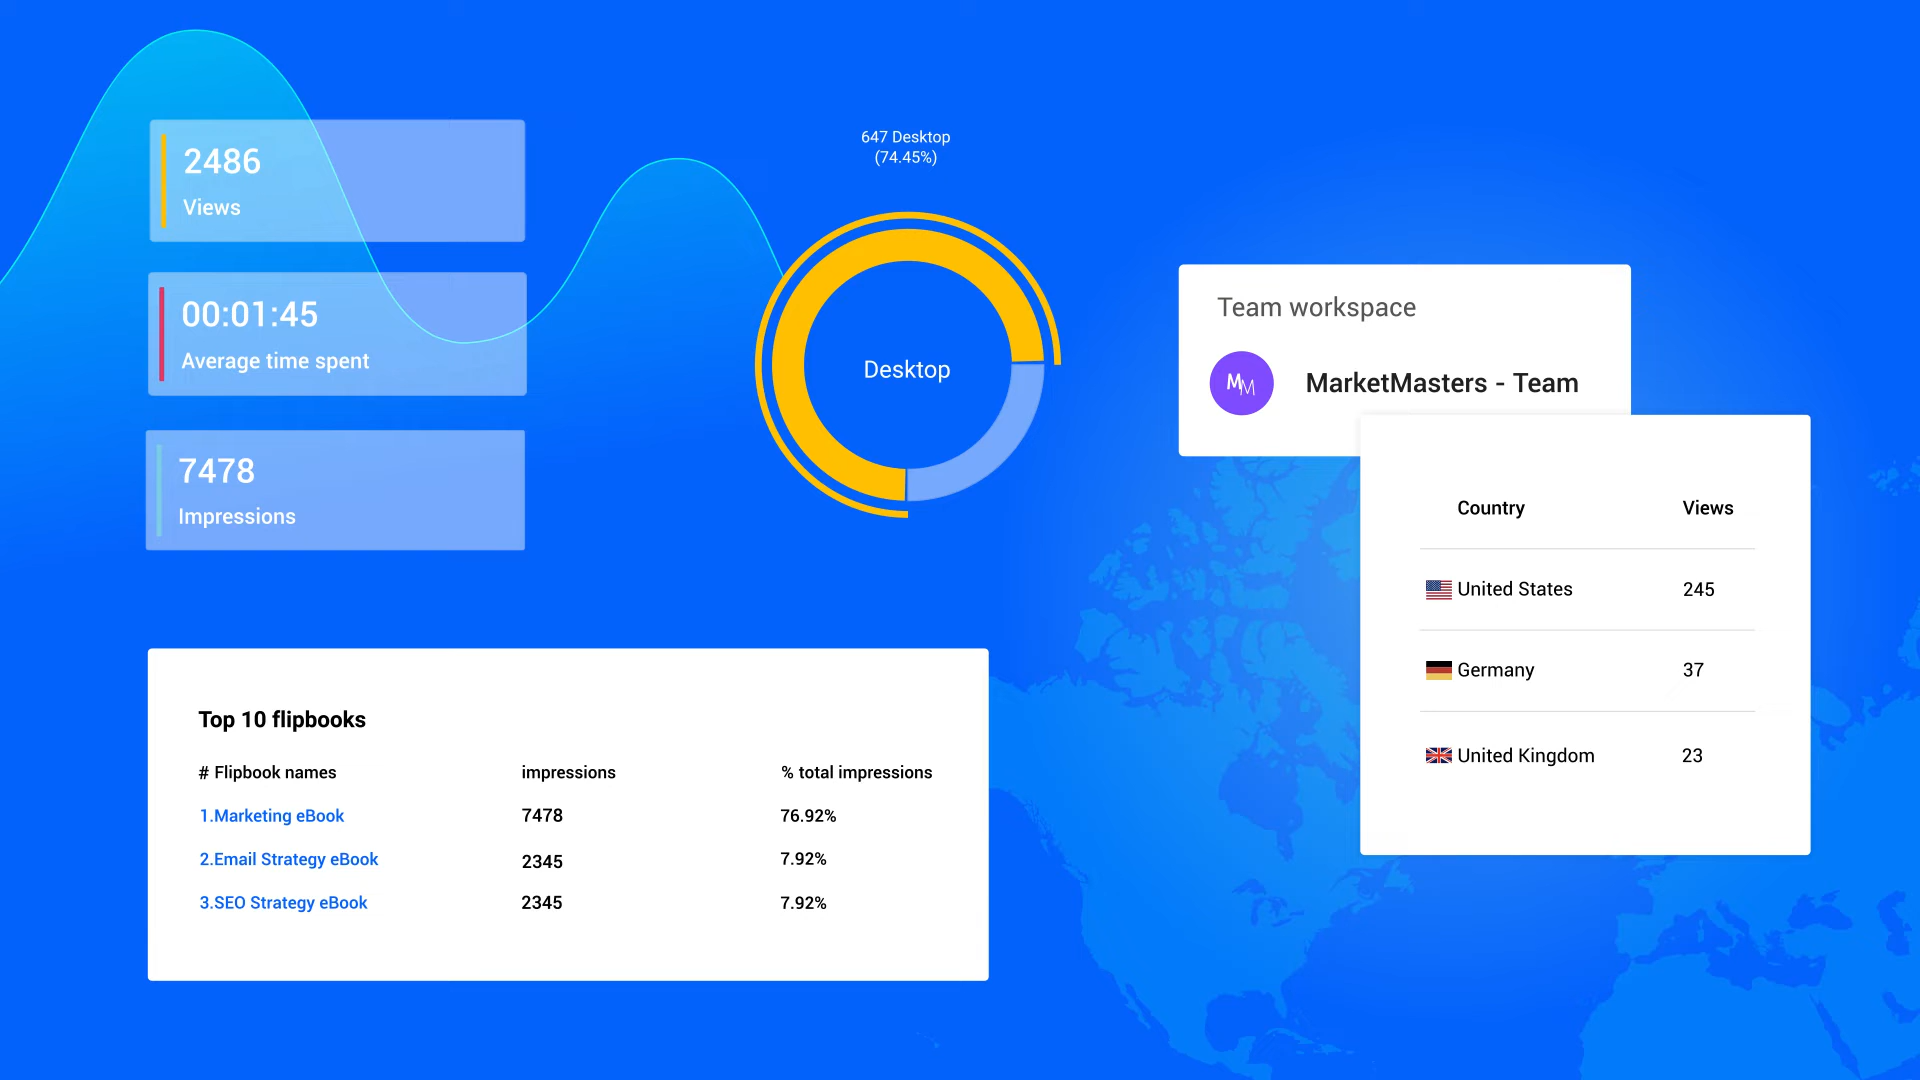 2486
Views
00:01:45
Average time spent
7478
Impressions
647 Desktop
(74.45%)
Desktop
Team workspace
MM MarketMasters - Team
Country Views
United States 245
Germany 37
United Kingdom 23
Top 10 flipbooks
# Flipbook names impressions % total impressions
1.Marketing eBook 7478 76.92%
2.Email Strategy eBook 2345 7.92%
3.SEO Strategy eBook 2345 7.92%